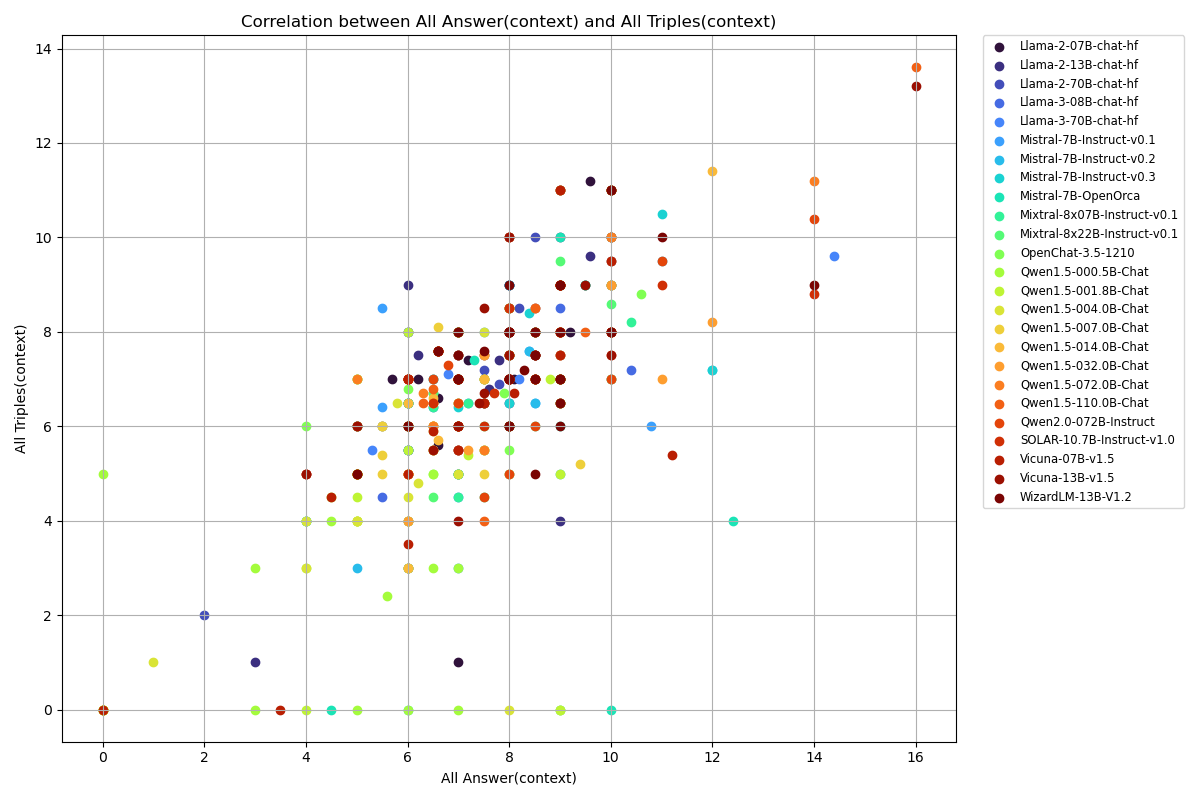 Correlation between All Answer(context) and All Triples(context)
14
12
10
8
6
4
2
0
All Triples(context)
0 2 4 6 8 10 12 14 16
All Answer(context)
Llama-2-07B-chat-hf
Llama-2-13B-chat-hf
Llama-2-70B-chat-hf
Llama-3-08B-chat-hf
Llama-3-70B-chat-hf
Mistral-7B-Instruct-v0.1
Mistral-7B-Instruct-v0.2
Mistral-7B-Instruct-v0.3
Mistral-7B-OpenOrca
Mixtral-8x07B-Instruct-v0.1
Mixtral-8x22B-Instruct-v0.1
OpenChat-3.5-1210
Qwen1.5-000.5B-Chat
Qwen1.5-001.8B-Chat
Qwen1.5-004.0B-Chat
Qwen1.5-007.0B-Chat
Qwen1.5-014.0B-Chat
Qwen1.5-032.0B-Chat
Qwen1.5-072.0B-Chat
Qwen1.5-110.0B-Chat
Qwen2.0-072B-Instruct
SOLAR-10.7B-Instruct-v1.0
Vicuna-07B-v1.5
Vicuna-13B-v1.5
WizardLM-13B-V1.2